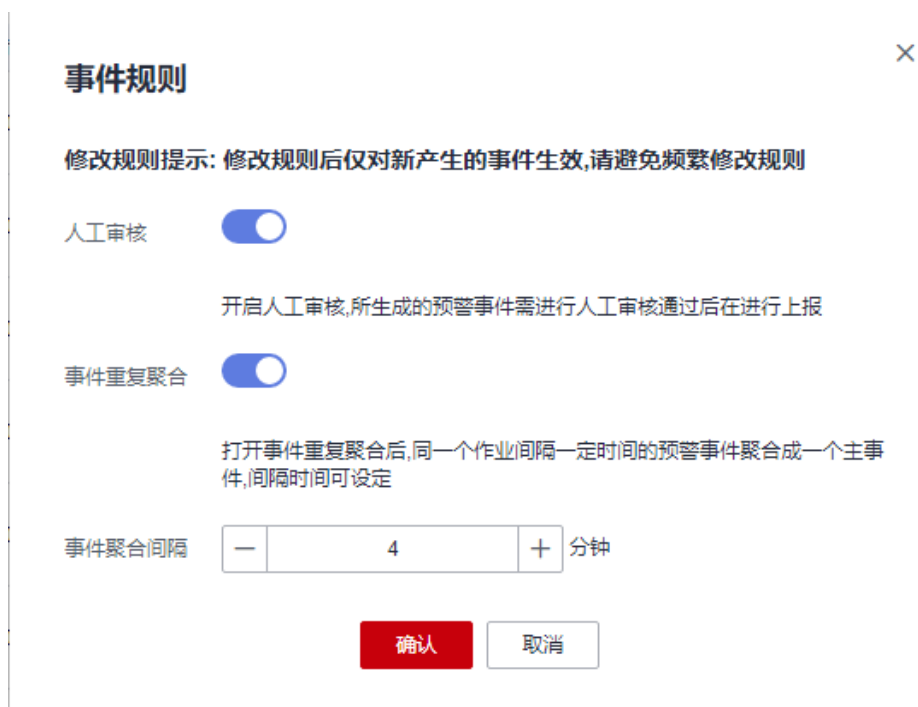 事件规则
修改规则提示: 修改规则后仅对新产生的事件生效,请避免频繁修改规则
人工审核
开启人工审核,所生成的预警事件需进行人工审核通过后在进行上报
事件重复聚合
打开事件重复聚合后,同一个作业间隔一定时间的预警事件聚合成一个主事
件,间隔时间可设定
事件聚合间隔 4 分钟
确认 取消